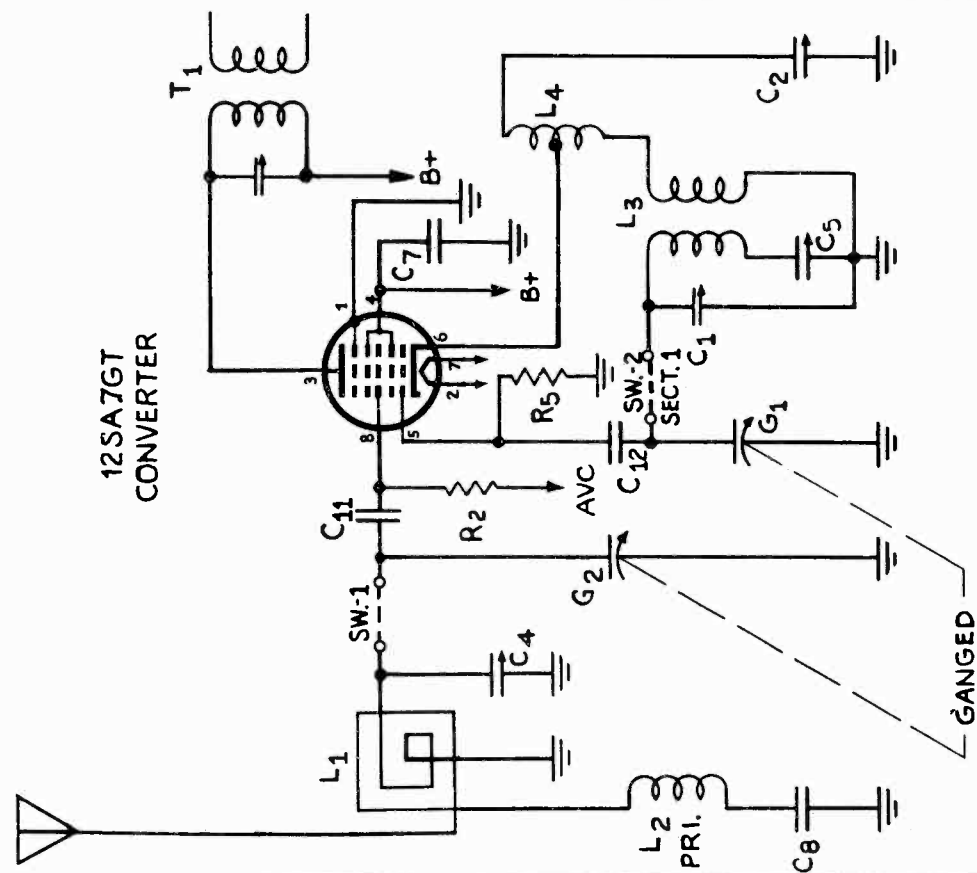 12SA7GT
CONVERTER
T1
B+
L4
C2
1
4
3
C7
B+
6
7
2
8
5
L3
C5
C1
SW.-2
SECT. 1
R5
C12
G1
C11
R2
AVC
SW.-1
G2
C4
L1
L2
PRI.
C8
GANGED